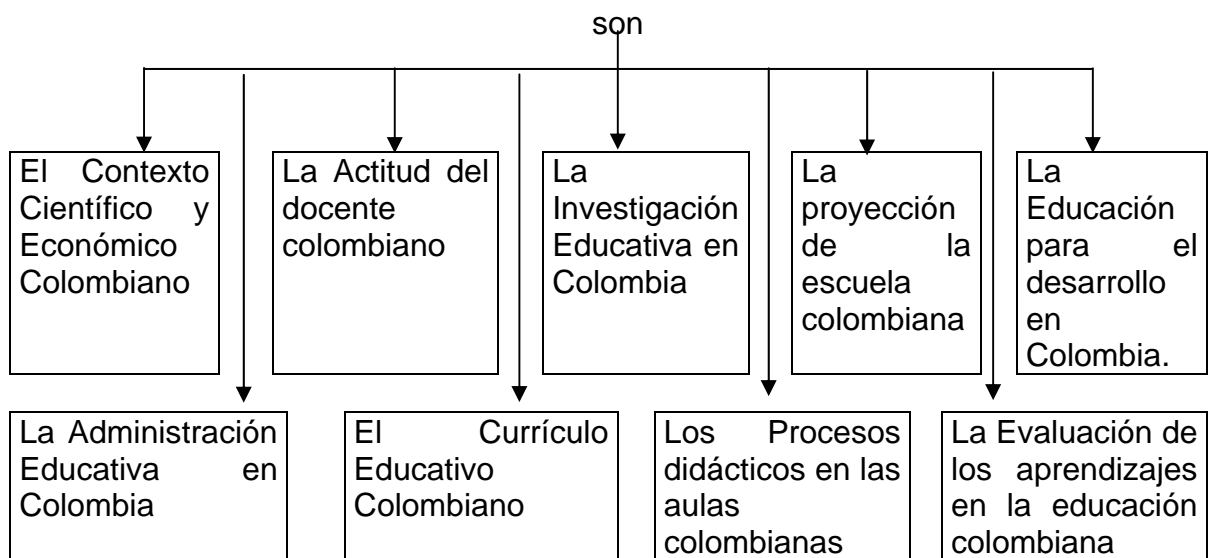 son
El Contexto
Científico y
Económico
Colombiano
La Actitud del
docente
colombiano
La
Investigación
Educativa en
Colombia
La
proyección
de la
escuela
colombiana
La
Educación
para el
desarrollo
en
Colombia.
La Administración
Educativa en
Colombia
El Currículo
Educativo
Colombiano
Los Procesos
didácticos en las
aulas
colombianas
La Evaluación de
los aprendizajes
en la educación
colombiana